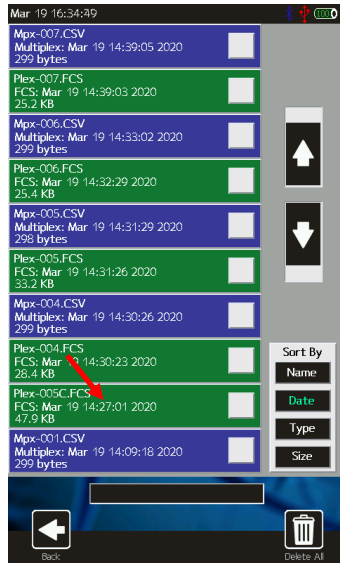 Mar 19 16:34:49
100
Mpx-007.CSV
Multiplex: Mar 19 14:39:05 2020
299 bytes
Plex-007.FCS
FCS: Mar 19 14:39:03 2020
25.2 KB
Mpx-006.CSV
Multiplex: Mar 19 14:33:02 2020
299 bytes
Plex-006.FCS
FCS: Mar 19 14:32:29 2020
25.4 KB
Mpx-005.CSV
Multiplex: Mar 19 14:31:29 2020
298 bytes
Plex-005.FCS
FCS: Mar 19 14:31:26 2020
33.2 KB
Mpx-004.CSV
Multiplex: Mar 19 14:30:26 2020
299 bytes
Plex-004.FCS
FCS: Mar 19 14:30:23 2020
28.4 KB
Plex-005C.FCS
FCS: Mar 19 14:27:01 2020
47.9 KB
Mpx-001.CSV
Multiplex: Mar 19 14:09:18 2020
299 bytes
Sort By
Name
Date
Type
Size
Back
Delete All